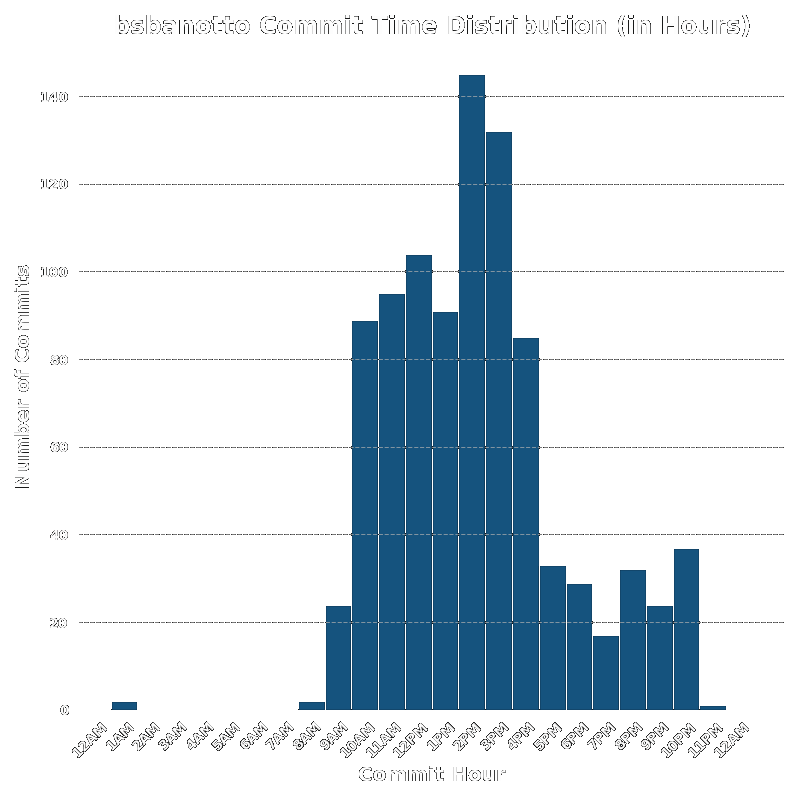 bsbanotto Commit Time Distribution (in Hours)
Number of Commits
140
120
100
80
60
40
20
0
12AM 1AM 2AM 3AM 4AM 5AM 6AM 7AM 8AM 9AM 10AM 11AM 12PM 1PM 2PM 3PM 4PM 5PM 6PM 7PM 8PM 9PM 10PM 11PM 12AM
Commit Hour